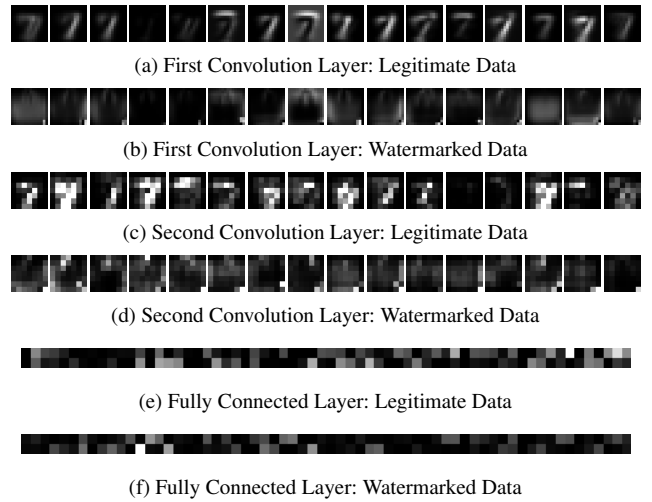 (a) First Convolution Layer: Legitimate Data
(b) First Convolution Layer: Watermarked Data
(c) Second Convolution Layer: Legitimate Data
(d) Second Convolution Layer: Watermarked Data
(e) Fully Connected Layer: Legitimate Data
(f) Fully Connected Layer: Watermarked Data